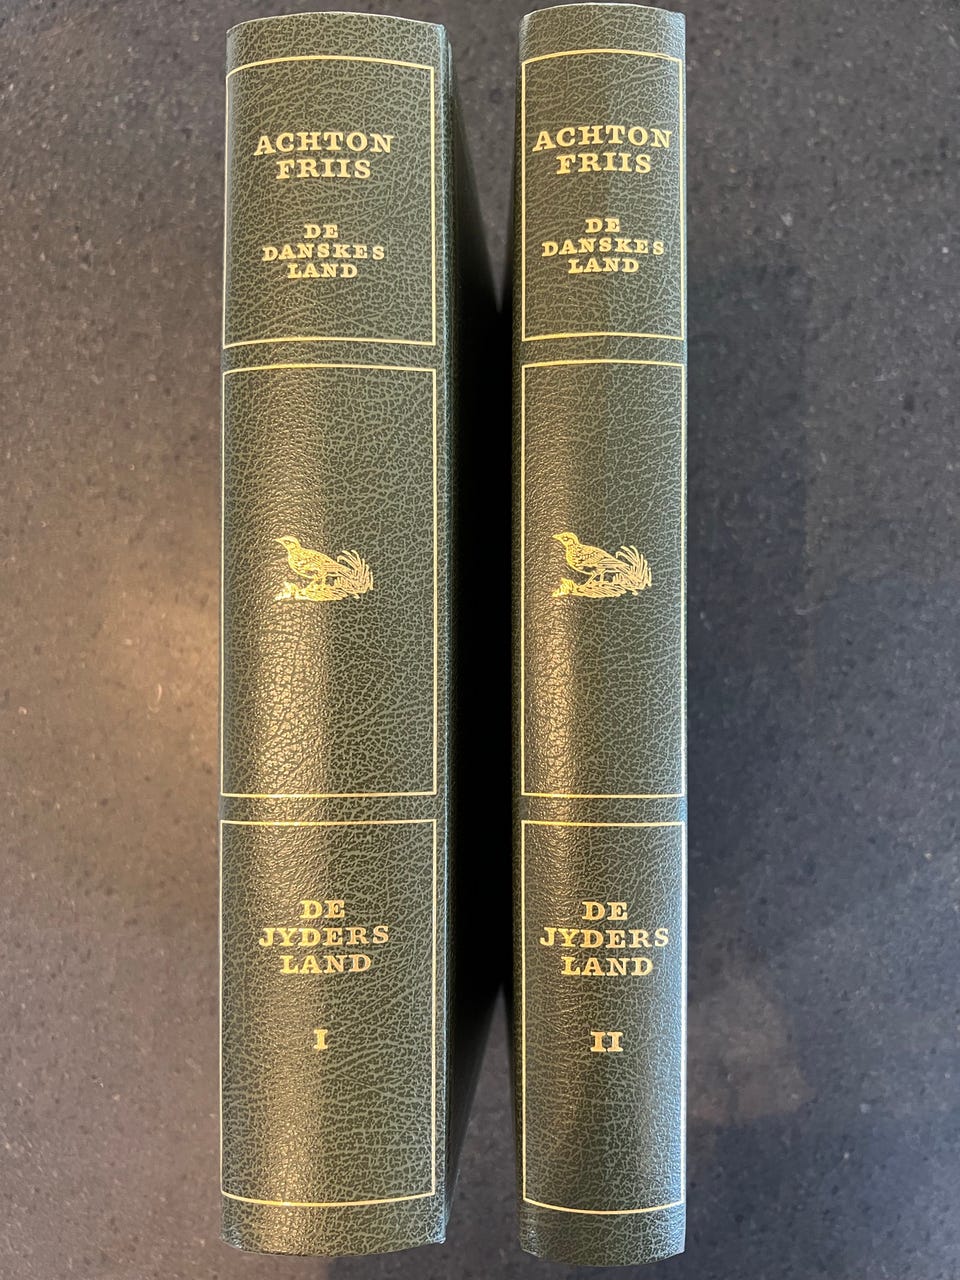 ACHTON
FRIIS
DE
DANSKES
LAND
DE
JYDERS
LAND
I
ACHTON
FRIIS
DE
DANSKES
LAND
DE
JYDERS
LAND
II